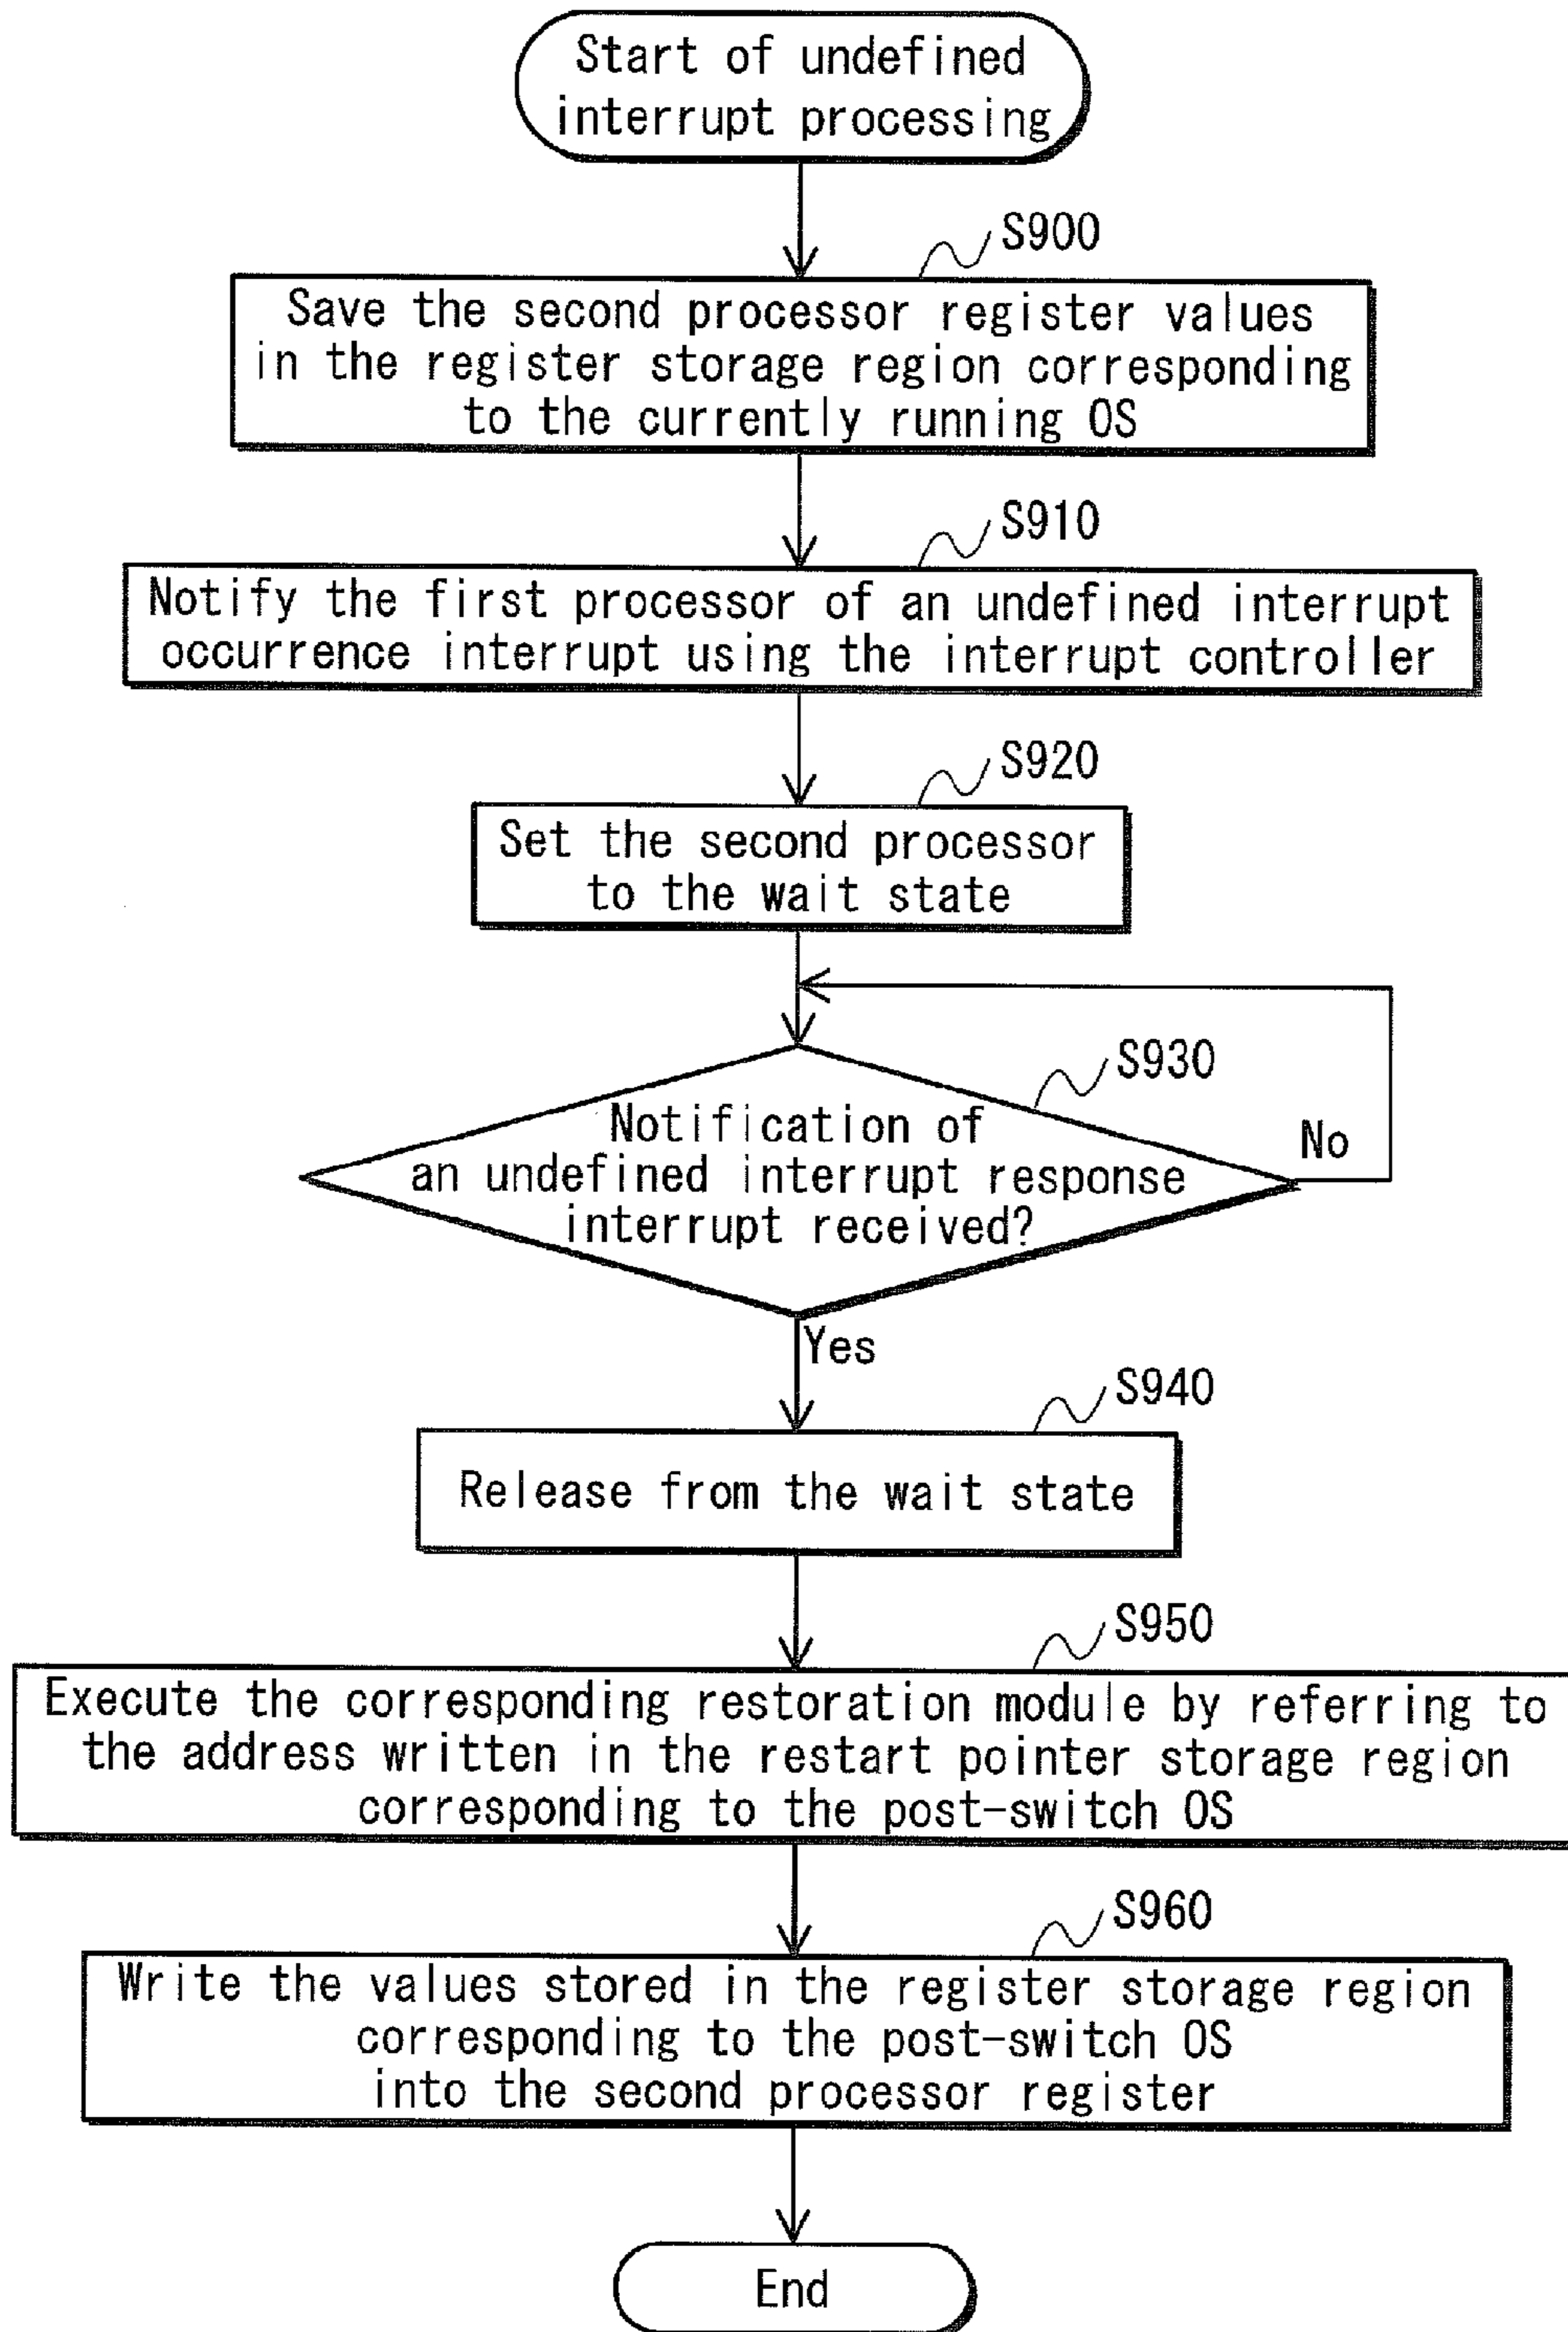 Start of undefined
interrupt processing
S900
Save the second processor register values
in the register storage region corresponding
to the currently running OS
S910
Notify the first processor of an undefined interrupt
occurrence interrupt using the interrupt controller
S920
Set the second processor
to the wait state
S930
Notification of
an undefined interrupt response
interrupt received?
No
Yes
S940
Release from the wait state
S950
Execute the corresponding restoration module by referring to
the address written in the restart pointer storage region
corresponding to the post-switch OS
S960
Write the values stored in the register storage region
corresponding to the post-switch OS
into the second processor register
End